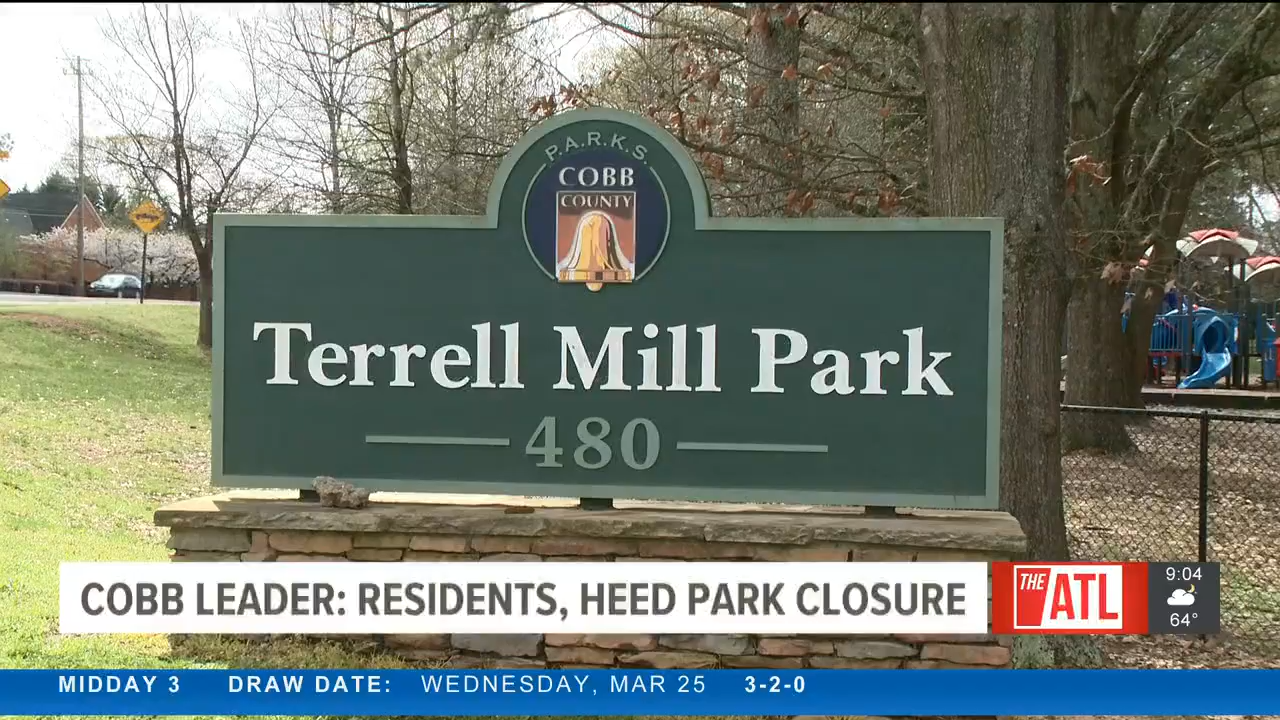 P.A.R.K.S.
COBB
COUNTY
Terrell Mill Park
480
COBB LEADER: RESIDENTS, HEED PARK CLOSURE
THE ATL
9:04
64°
MIDDAY 3 DRAW DATE: WEDNESDAY, MAR 25 3-2-0